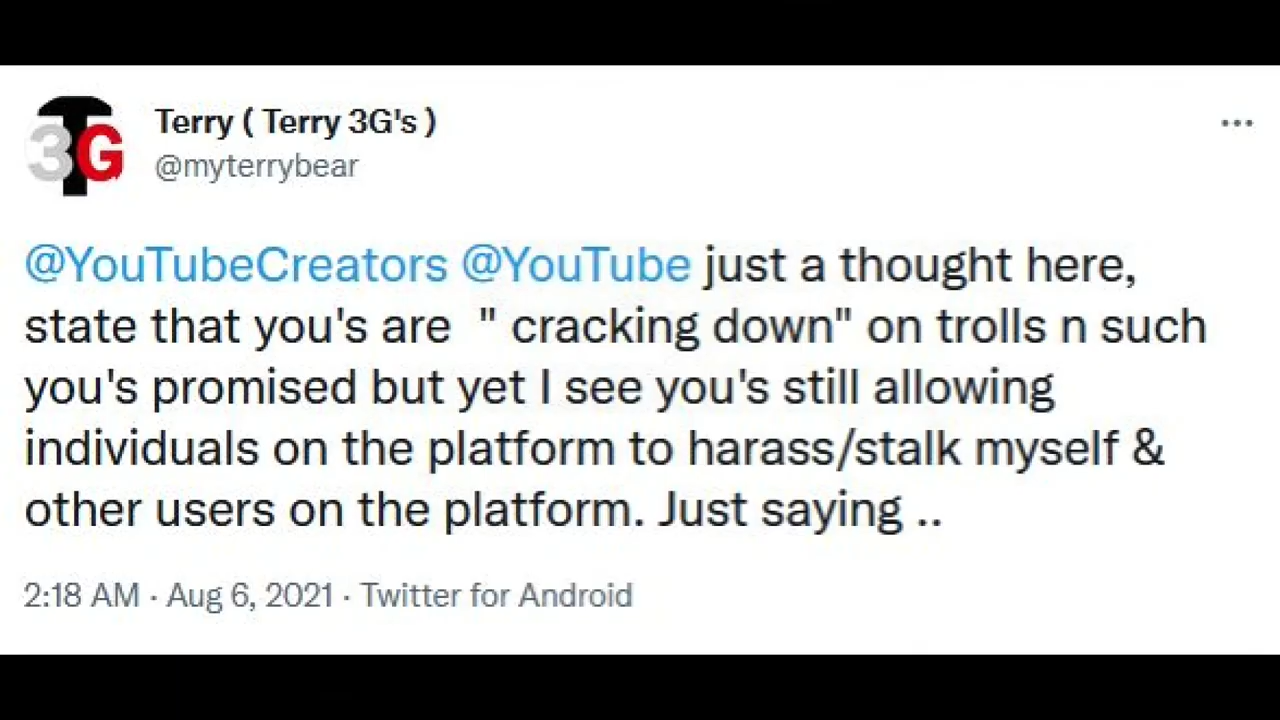 3G
Terry ( Terry 3G's )
@myterrybear
@YouTubeCreators @YouTube just a thought here,
state that you's are " cracking down" on trolls n such
you's promised but yet I see you's still allowing
individuals on the platform to harass/stalk myself &
other users on the platform. Just saying ..
2:18 AM · Aug 6, 2021 · Twitter for Android